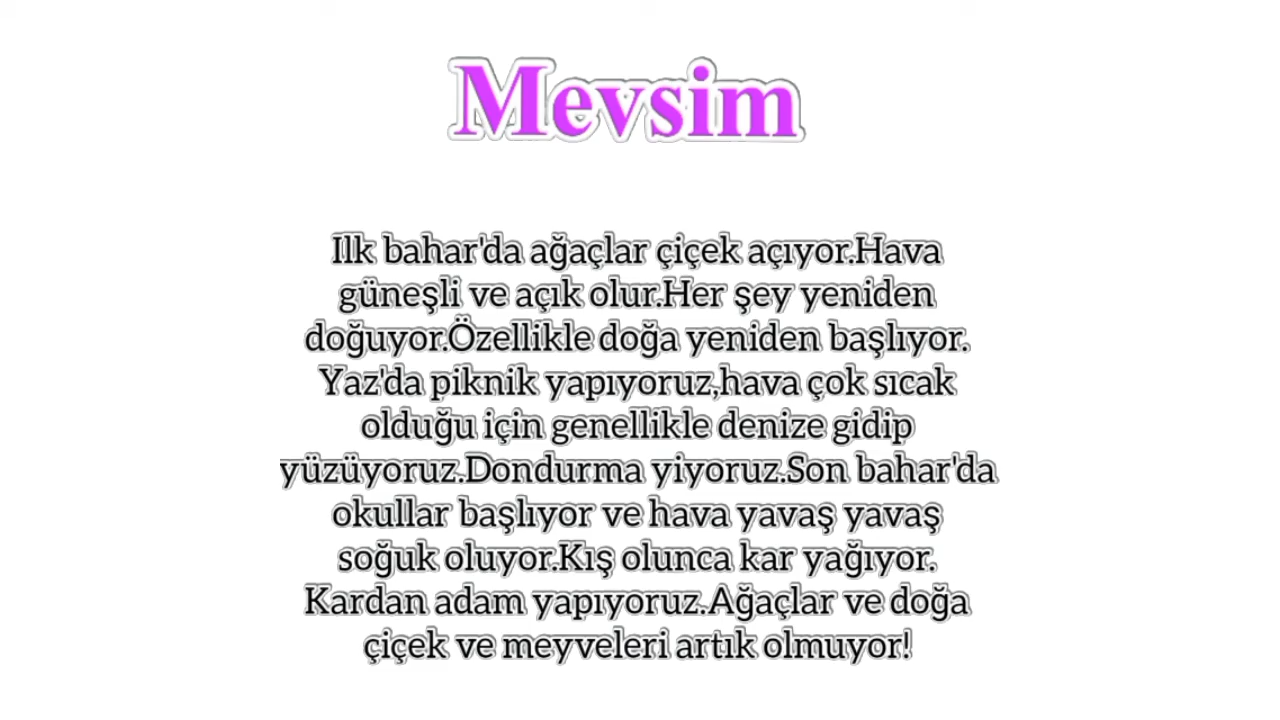 Mevsim
Ilk bahar'da ağaçlar çiçek açıyor.Hava
güneşli ve açık olur.Her şey yeniden
doğuyor.Özellikle doğa yeniden başlıyor.
Yaz'da piknik yapıyoruz,hava çok sıcak
olduğu için genellikle denize gidip
yüzüyoruz.Dondurma yiyoruz.Son bahar'da
okullar başlıyor ve hava yavaş yavaş
soğuk oluyor.Kış olunca kar yağıyor.
Kardan adam yapıyoruz.Ağaçlar ve doğa
çiçek ve meyveleri artık olmuyor!